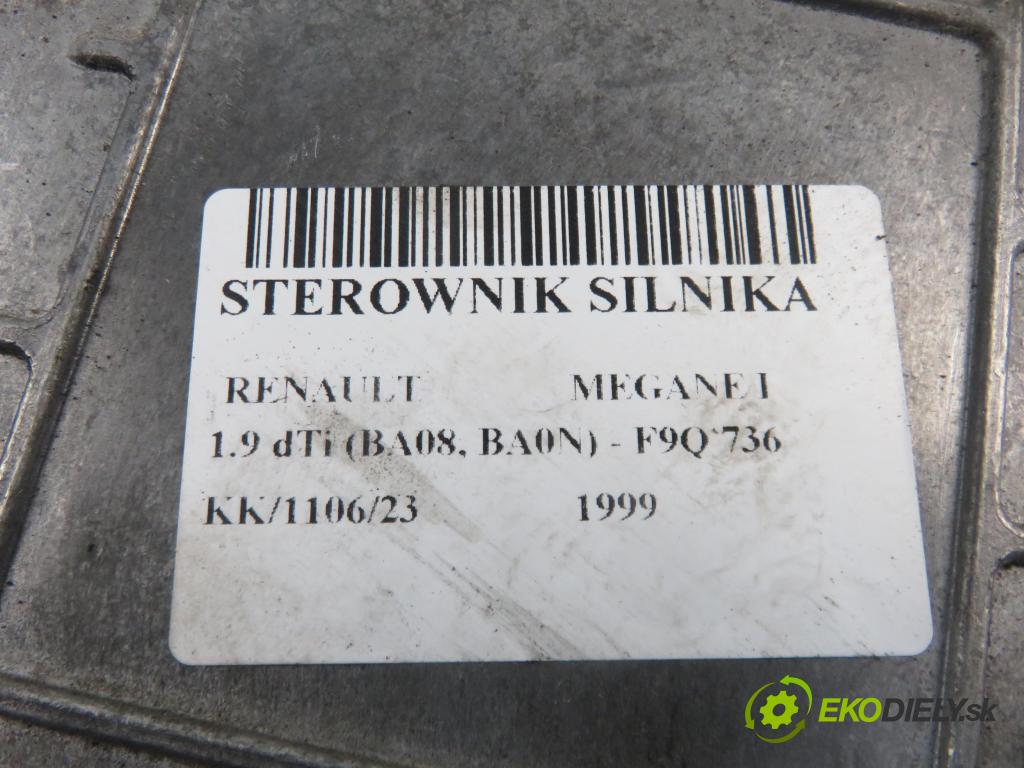 STEROWNIK SILNIKA
RENAULT MEGANE I
1.9 dTi (BA08, BA0N) - F9Q 736
KK/1106/23 1999
EKODIELY.sk